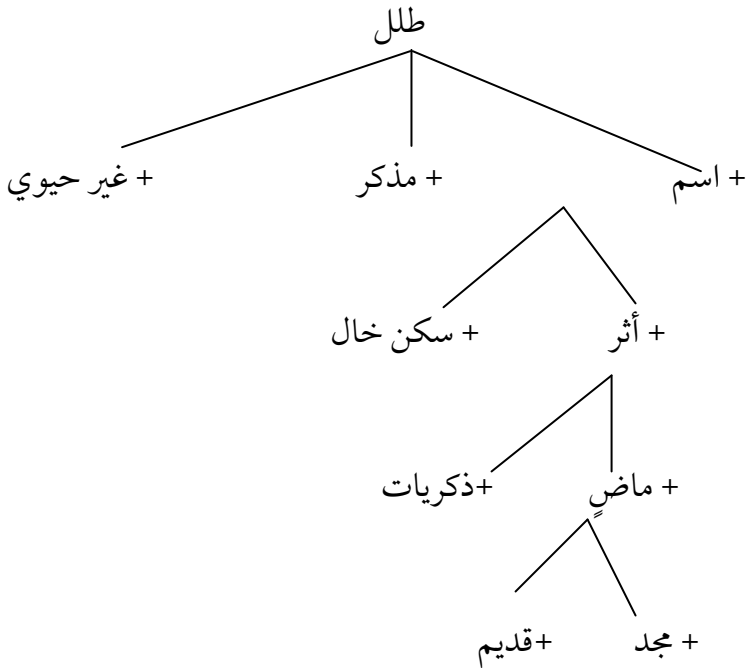 طلل
+ اسم + مذكر + غير حيوي
+ أثر + سكن خال
+ ماضٍ +ذكريات
+ مجد +قديم